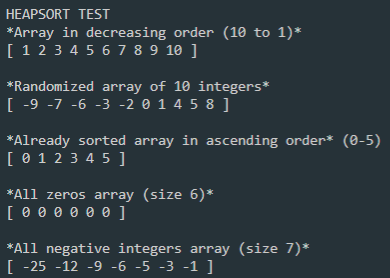 HEAPSORT TEST
*Array in decreasing order (10 to 1)*
[ 1 2 3 4 5 6 7 8 9 10 ]
*Randomized array of 10 integers*
[ -9 -7 -6 -3 -2 0 1 4 5 8 ]
*Already sorted array in ascending order* (0-5)
[ 0 1 2 3 4 5 ]
*All zeros array (size 6)*
[ 0 0 0 0 0 0 ]
*All negative integers array (size 7)*
[ -25 -12 -9 -6 -5 -3 -1 ]